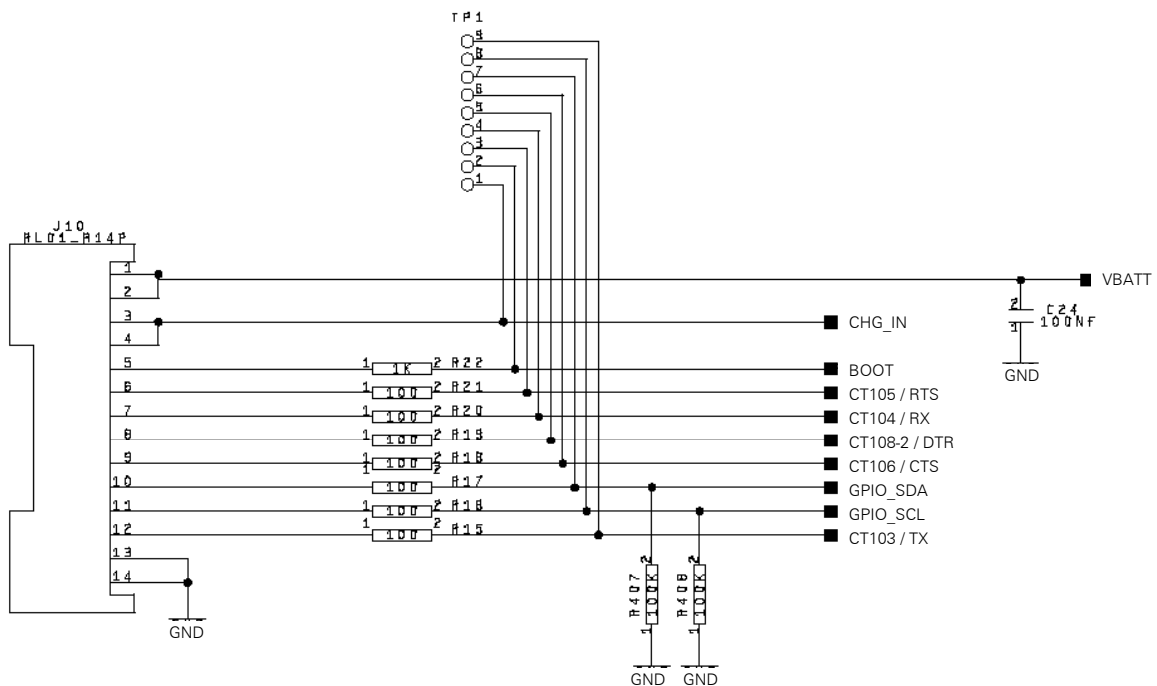 TP1
9
8
7
6
5
4
3
2
1
J10
RL01_R14P
1
2
3
4
5
6
7
8
9
10
11
12
13
14
VBATT
2 C24
1 100NF
GND
CHG_IN
1 1K 2 R22 BOOT
1 100 2 R21 CT105 / RTS
1 100 2 R20 CT104 / RX
1 100 2 R19 CT108-2 / DTR
1 100 2 R18 CT106 / CTS
1 100 2 R17 GPIO_SDA
1 100 2 R16 GPIO_SCL
1 100 2 R15 CT103 / TX
GND
R407
1 100K 2
R408
1 100K 2
GND
GND